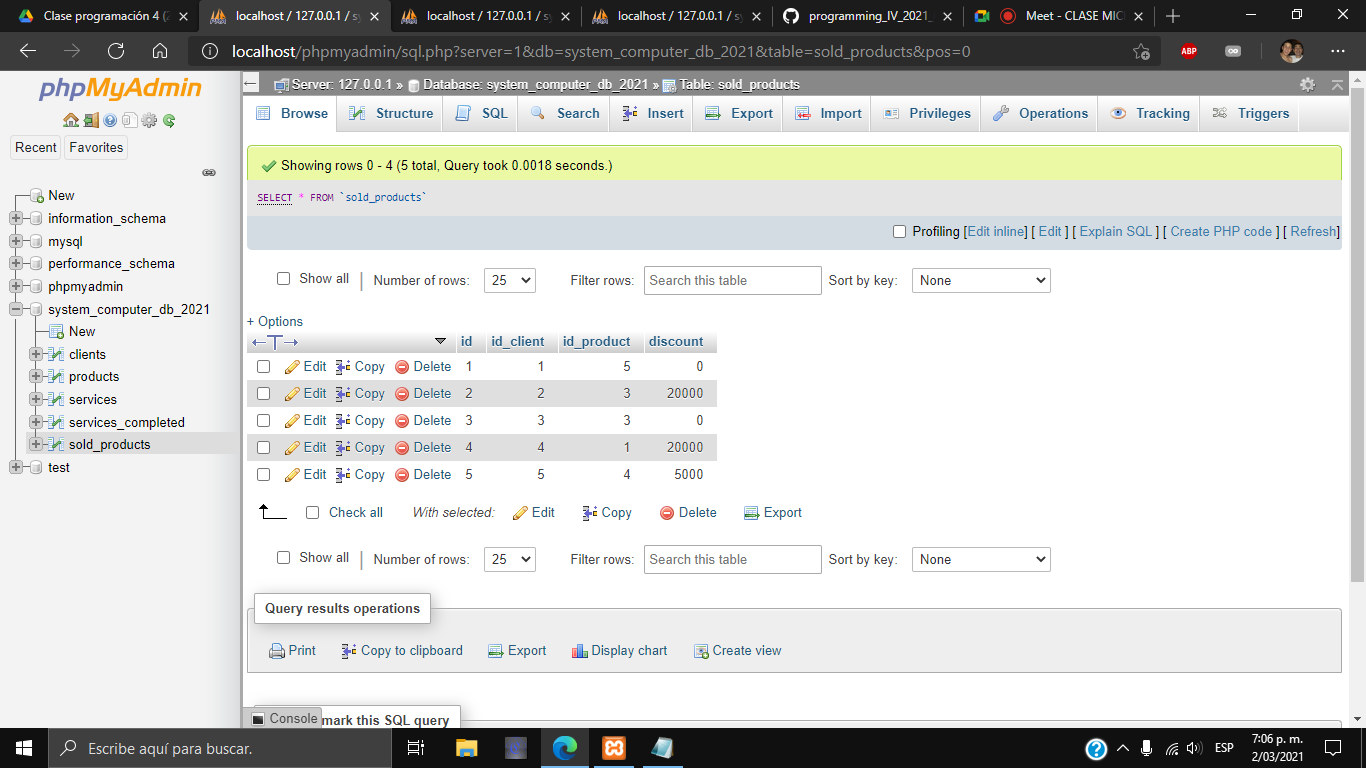 Clase programación 4 (2
localhost / 127.0.0.1 / sy
localhost / 127.0.0.1 / sy
localhost / 127.0.0.1 / sy
programming_IV_2021_
Meet - CLASE MIC
localhost/phpmyadmin/sql.php?server=1&db=system_computer_db_2021&table=sold_products&pos=0
ABP
phpMyAdmin
Recent Favorites
New
information_schema
mysql
performance_schema
phpmyadmin
system_computer_db_2021
New
clients
products
services
services_completed
sold_products
test
Server: 127.0.0.1 » Database: system_computer_db_2021 » Table: sold_products
Browse Structure SQL Search Insert Export Import Privileges Operations Tracking Triggers
Showing rows 0 - 4 (5 total, Query took 0.0018 seconds.)
SELECT * FROM `sold_products`
Profiling [Edit inline] [ Edit ] [ Explain SQL ] [ Create PHP code ] [ Refresh]
Show all Number of rows: 25 Filter rows: Search this table Sort by key: None
+ Options
id id_client id_product discount
Edit Copy Delete 1 1 5 0
Edit Copy Delete 2 2 3 20000
Edit Copy Delete 3 3 3 0
Edit Copy Delete 4 4 1 20000
Edit Copy Delete 5 5 4 5000
Check all With selected: Edit Copy Delete Export
Show all Number of rows: 25 Filter rows: Search this table Sort by key: None
Query results operations
Print Copy to clipboard Export Display chart Create view
Console mark this SQL query
Escribe aquí para buscar.
ESP
7:06 p. m.
2/03/2021